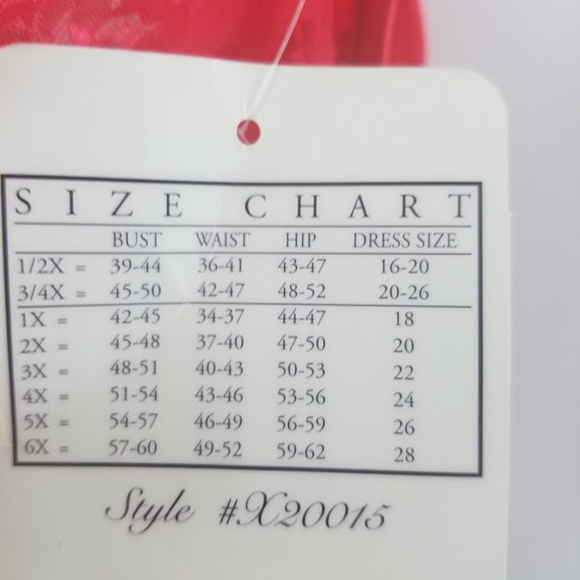 SIZE CHART
BUST WAIST HIP DRESS SIZE
1/2X = 39-44 36-41 43-47 16-20
3/4X = 45-50 42-47 48-52 20-26
1X = 42-45 34-37 44-47 18
2X = 45-48 37-40 47-50 20
3X = 48-51 40-43 50-53 22
4X = 51-54 43-46 53-56 24
5X = 54-57 46-49 56-59 26
6X = 57-60 49-52 59-62 28
Style #X20015